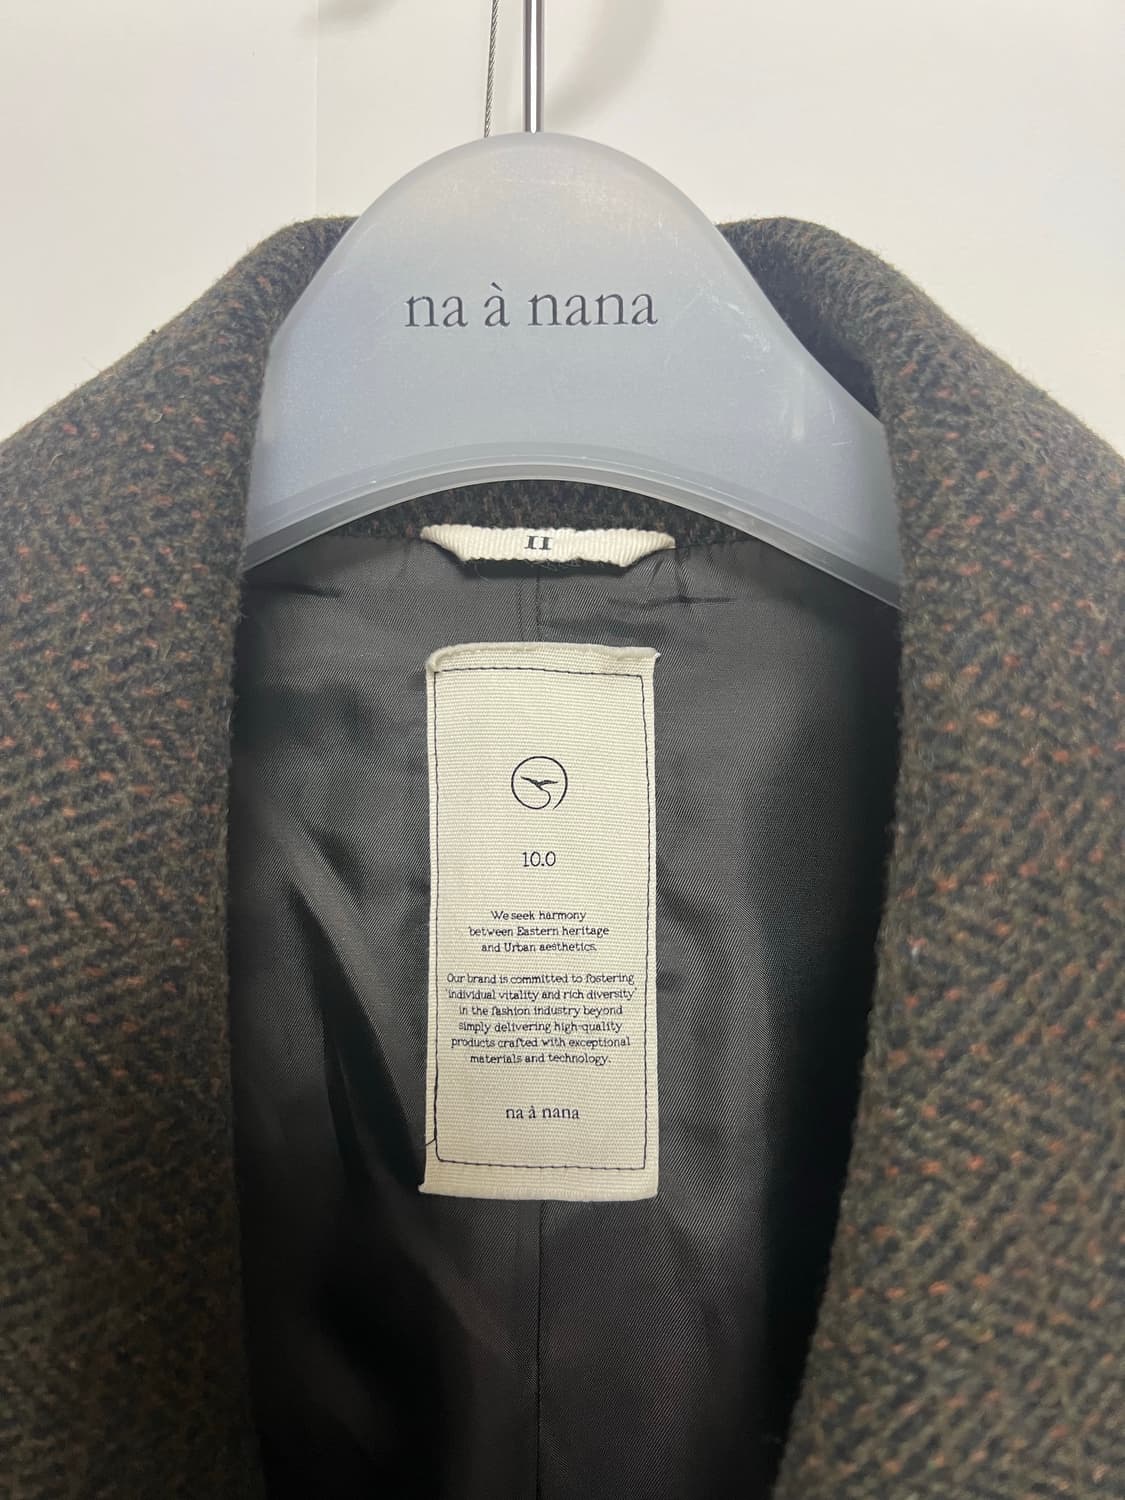 na à nana
II
10.0
We seek harmony
between Eastern heritage
and Urban aesthetics.
Our brand is committed to fostering
individual vitality and rich diversity
in the fashion industry beyond
simply delivering high-quality
products crafted with exceptional
materials and technology.
na à nana